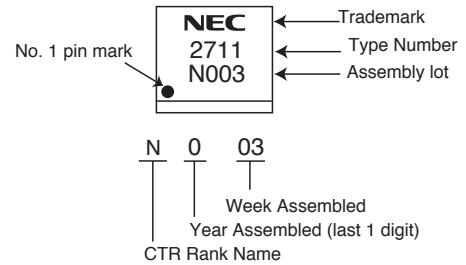 NEC
Trademark
2711
Type Number
No. 1 pin mark
N003
Assembly lot
N 0 03
Week Assembled
Year Assembled (last 1 digit)
CTR Rank Name